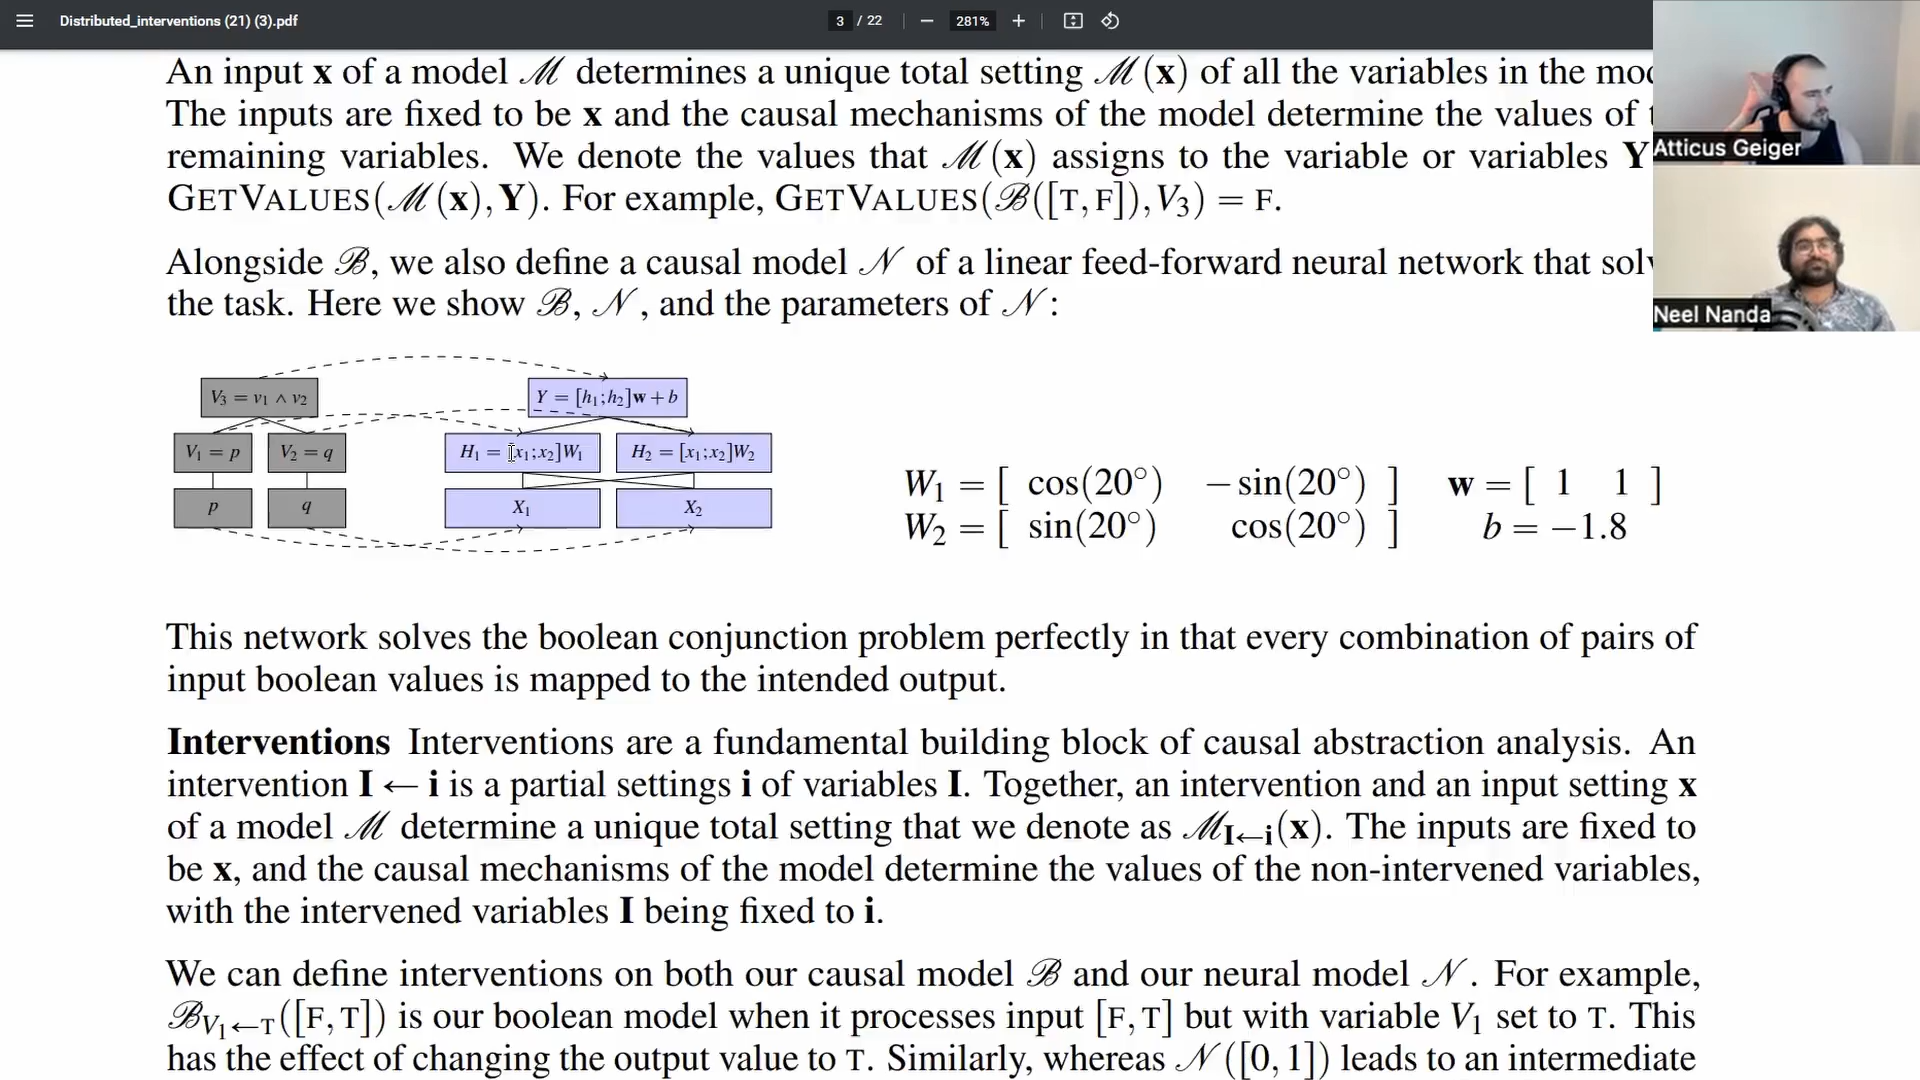 Distributed_interventions (21) (3).pdf
3 / 22
281%
An input x of a model ℳ determines a unique total setting ℳ(x) of all the variables in the
The inputs are fixed to be x and the causal mechanisms of the model determine the values of
remaining variables. We denote the values that ℳ(x) assigns to the variable or variables Y
GETVALUES(ℳ(x), Y). For example, GETVALUES(ℬ([T, F]), V₃) = F.
Atticus Geiger
Alongside ℬ, we also define a causal model 𝒩 of a linear feed-forward neural network that
the task. Here we show ℬ, 𝒩, and the parameters of 𝒩:
Neel Nanda
V₃ = v₁ ∧ v₂
Y = [h₁; h₂]w + b
V₁ = p
V₂ = q
H₁ = [x₁; x₂]W₁
H₂ = [x₁; x₂]W₂
p
q
X₁
X₂
W₁ = [ cos(20°) − sin(20°) ] w = [ 1 1 ]
W₂ = [ sin(20°) cos(20°) ] b = −1.8
This network solves the boolean conjunction problem perfectly in that every combination of pairs of
input boolean values is mapped to the intended output.
Interventions Interventions are a fundamental building block of causal abstraction analysis. An
intervention I ← i is a partial settings i of variables I. Together, an intervention and an input setting x
of a model ℳ determine a unique total setting that we denote as ℳ_I←i(x). The inputs are fixed to
be x, and the causal mechanisms of the model determine the values of the non-intervened variables,
with the intervened variables I being fixed to i.
We can define interventions on both our causal model ℬ and our neural model 𝒩. For example,
ℬ_V₁←T([F, T]) is our boolean model when it processes input [F, T] but with variable V₁ set to T. This
has the effect of changing the output value to T. Similarly, whereas 𝒩([0, 1]) leads to an intermediate